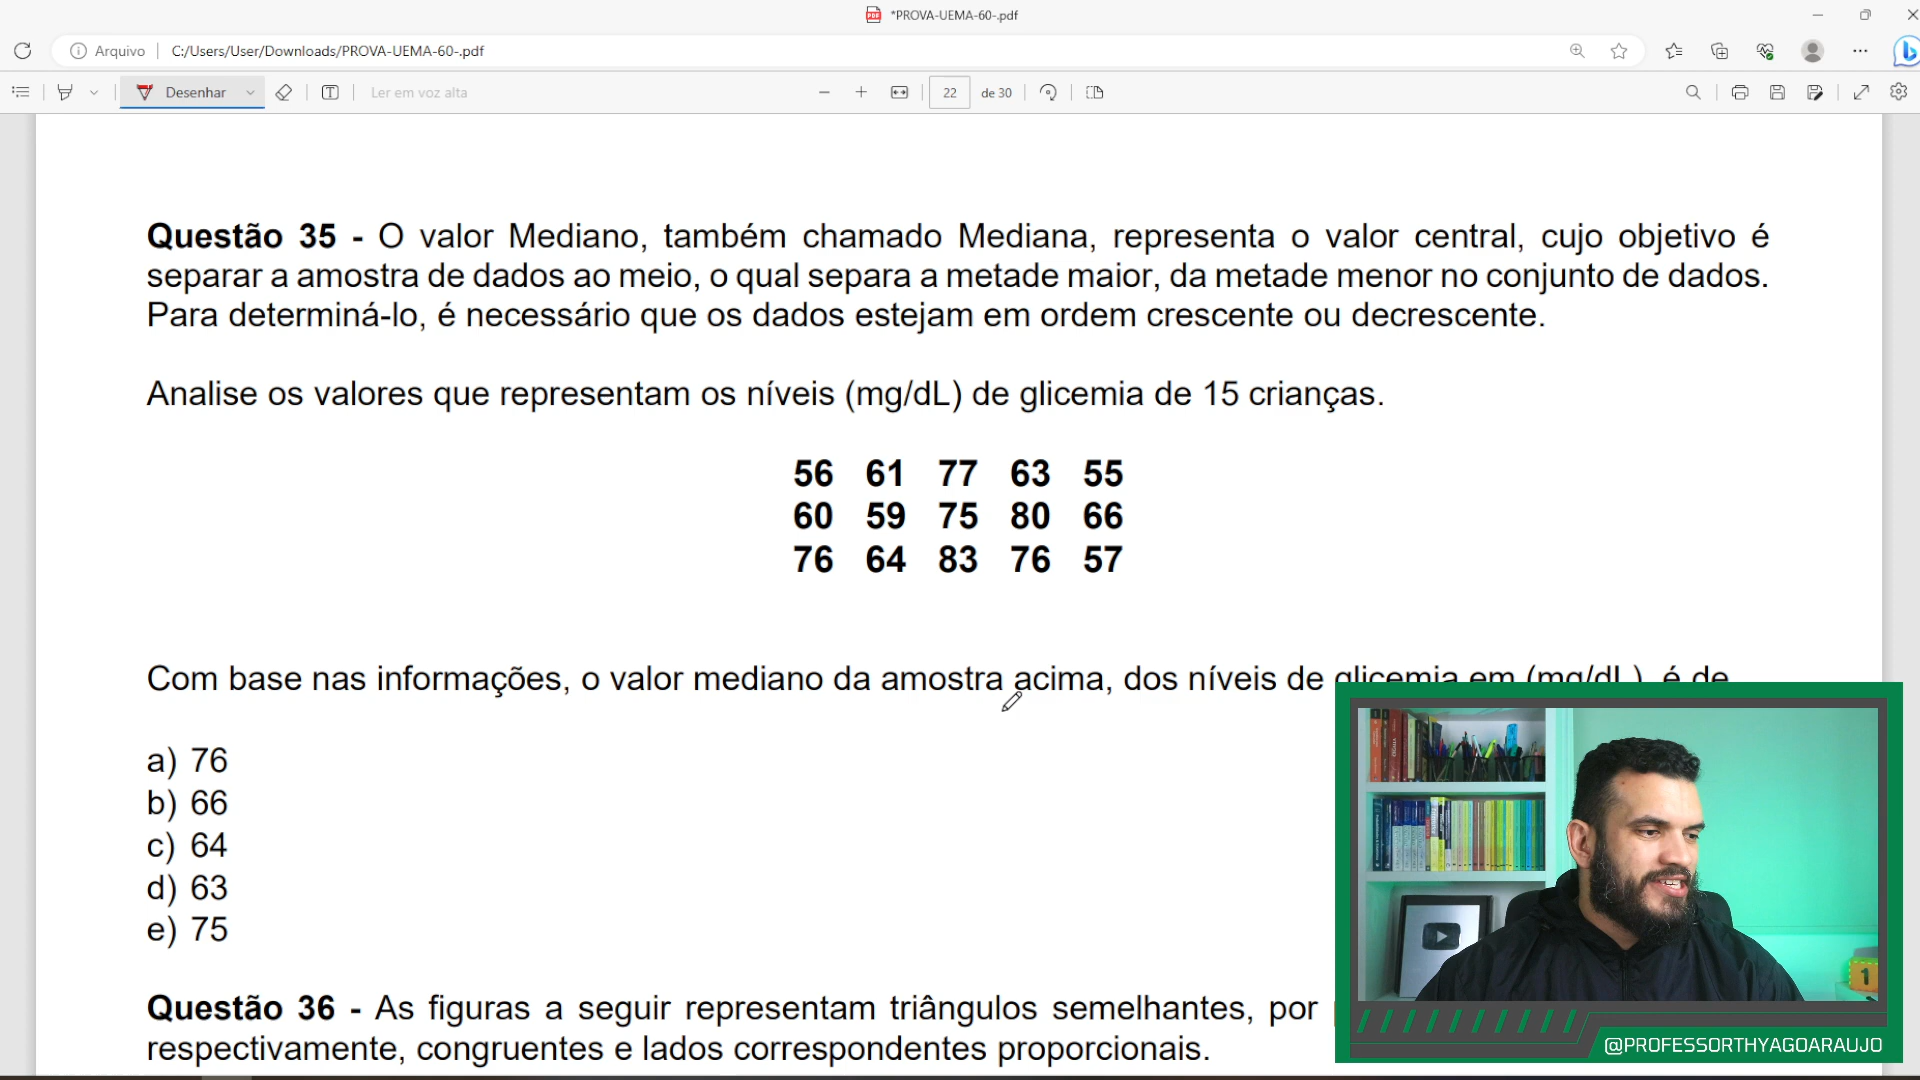 *PROVA-UEMA-60-.pdf
Arquivo C:/Users/User/Downloads/PROVA-UEMA-60-.pdf
Desenhar Ler em voz alta 22 de 30
Questão 35 - O valor Mediano, também chamado Mediana, representa o valor central, cujo objetivo é
separar a amostra de dados ao meio, o qual separa a metade maior, da metade menor no conjunto de dados.
Para determiná-lo, é necessário que os dados estejam em ordem crescente ou decrescente.
Analise os valores que representam os níveis (mg/dL) de glicemia de 15 crianças.
56 61 77 63 55
60 59 75 80 66
76 64 83 76 57
Com base nas informações, o valor mediano da amostra acima, dos níveis de glicemia em (mg/dL), é de
a) 76
b) 66
c) 64
d) 63
e) 75
Questão 36 - As figuras a seguir representam triângulos semelhantes, por
respectivamente, congruentes e lados correspondentes proporcionais.
1
@PROFESSORTHYAGOARAUJO